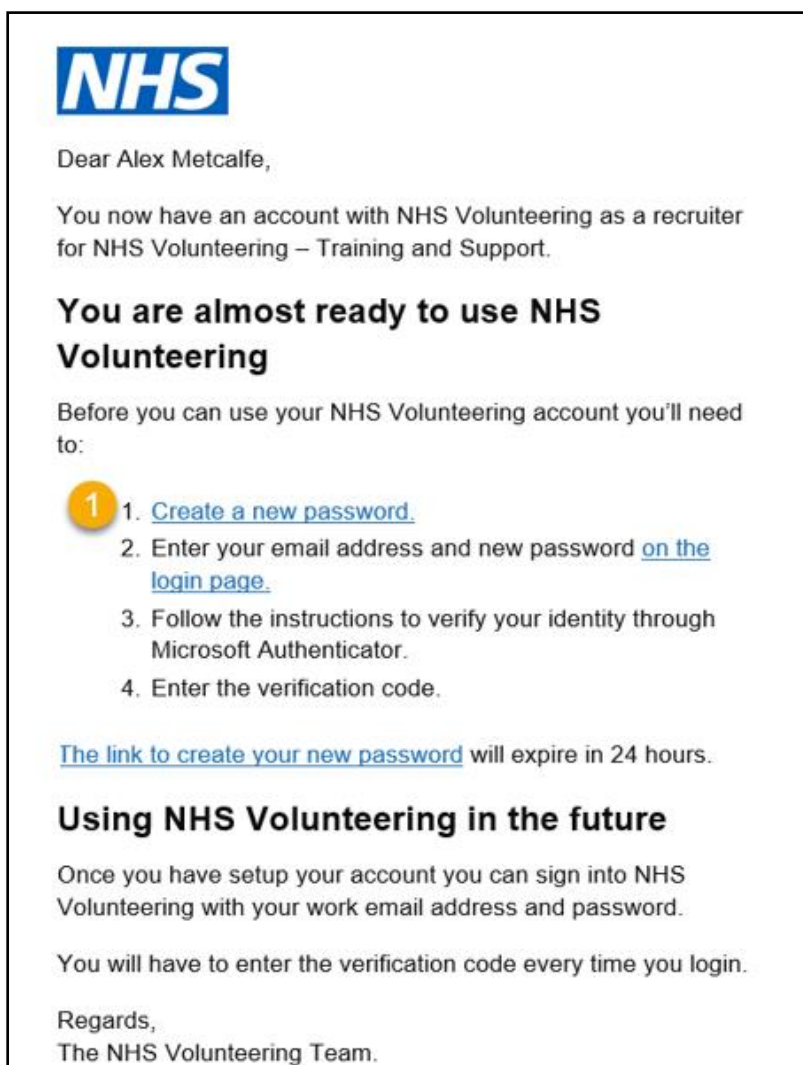 NHS
Dear Alex Metcalfe,
You now have an account with NHS Volunteering as a recruiter
for NHS Volunteering – Training and Support.
You are almost ready to use NHS
Volunteering
Before you can use your NHS Volunteering account you'll need
to:
1 1. Create a new password.
2. Enter your email address and new password on the
login page.
3. Follow the instructions to verify your identity through
Microsoft Authenticator.
4. Enter the verification code.
The link to create your new password will expire in 24 hours.
Using NHS Volunteering in the future
Once you have setup your account you can sign into NHS
Volunteering with your work email address and password.
You will have to enter the verification code every time you login.
Regards,
The NHS Volunteering Team.